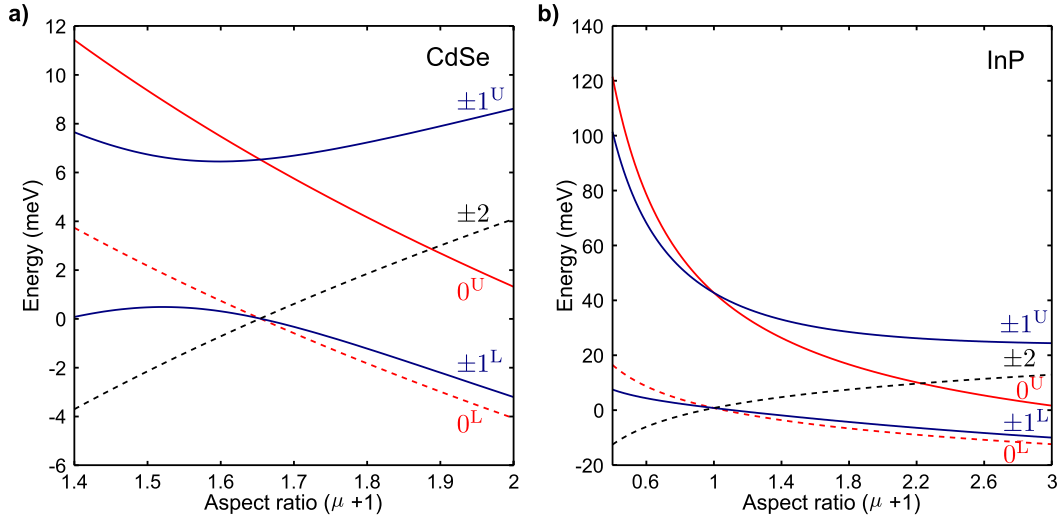 a)
CdSe
Energy (meV)
12
10
8
6
4
2
0
-2
-4
-6
±1ᵁ
±2
0ᵁ
±1ᴸ
0ᴸ
1.4 1.5 1.6 1.7 1.8 1.9 2
Aspect ratio (μ +1)
b)
InP
Energy (meV)
140
120
100
80
60
40
20
0
-20
±1ᵁ
±2
0ᵁ
±1ᴸ
0ᴸ
0.6 1 1.4 1.8 2.2 2.6 3
Aspect ratio (μ +1)